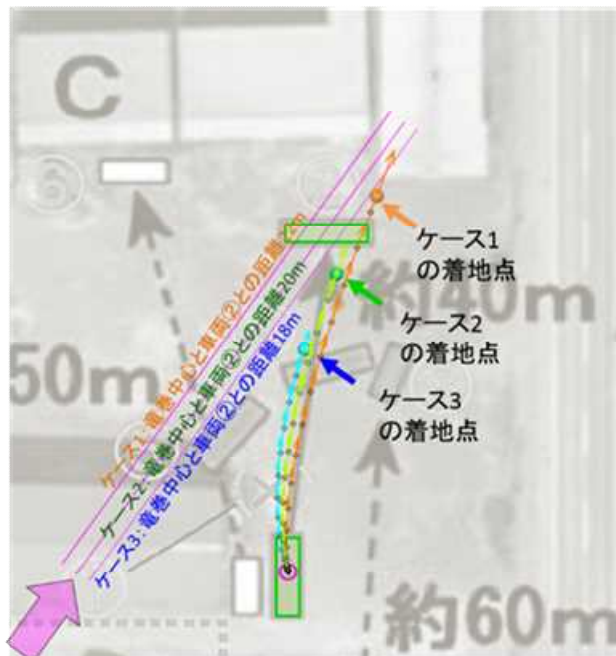 C
⑥
ケース1
の着地点
約40m
ケース2
の着地点
ケース3
の着地点
50m
ケース1：竜巻中心と車両②との距離22m
ケース2：竜巻中心と車両②との距離20m
ケース3：竜巻中心と車両②との距離18m
約60m